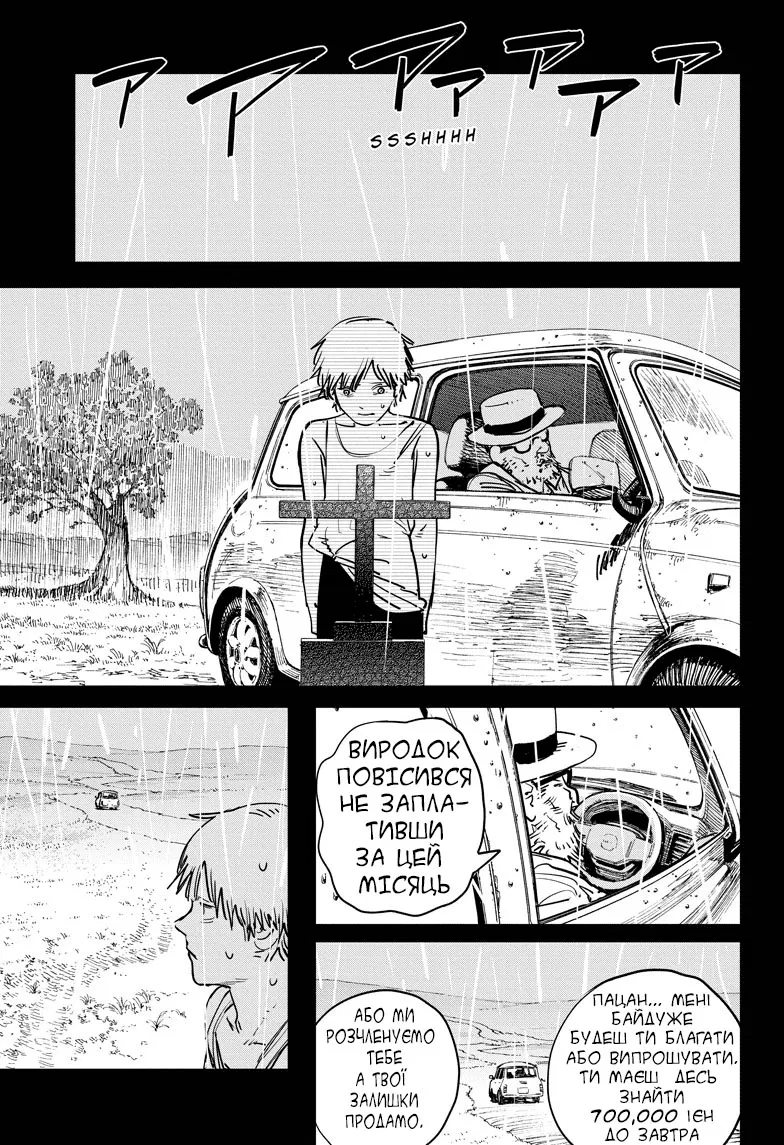 ア ア ア ア ア ア ア
SSSHHHH
ВИРОДОК
ПОВІСИВСЯ
НЕ ЗАПЛА-
ТИВШИ
ЗА ЦЕЙ
МІСЯЦЬ
ПАЦАН... МЕНІ
БАЙДУЖЕ
БУДЕШ ТИ БЛАГАТИ
АБО ВИПРОШУВАТИ.
ТИ МАЄШ ДЕСЬ
ЗНАЙТИ
700,000 ІЄН
ДО ЗАВТРА
АБО МИ
РОЗЧЛЕНУЄМО
ТЕБЕ
А ТВОЇ
ЗАЛИШКИ
ПРОДАМО.